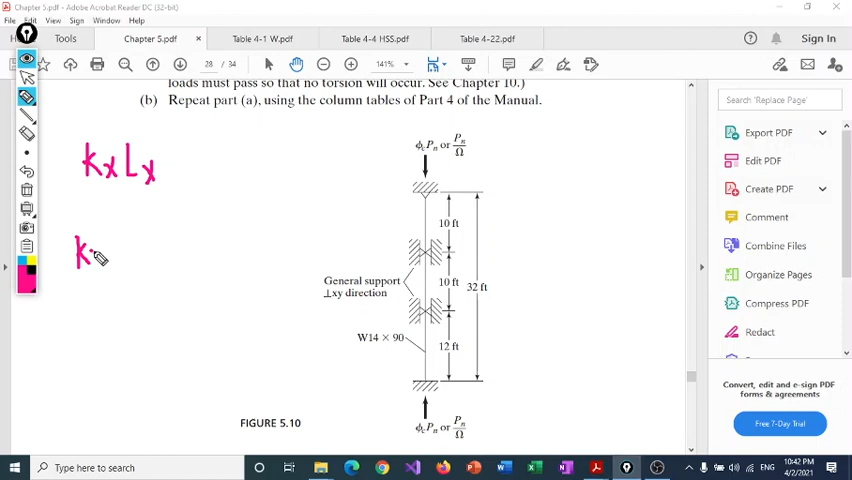 Chapter 5.pdf - Adobe Acrobat Reader DC (32-bit)
File Edit View Sign Window Help
Tools Chapter 5.pdf × Table 4-1 W.pdf Table 4-4 HSS.pdf Table 4-22.pdf Sign In
28 / 34 141%
loads must pass so that no torsion will occur. See Chapter 10.)
(b) Repeat part (a), using the column tables of Part 4 of the Manual.
Search 'Replace Page'
Export PDF
Edit PDF
Create PDF
Comment
Combine Files
Organize Pages
Compress PDF
Redact
Convert, edit and e-sign PDF
forms & agreements
Free 7-Day Trial
kx Lx
k
ϕcPn or Pn/Ω
10 ft
General support
⊥xy direction
10 ft
32 ft
W14 × 90
12 ft
FIGURE 5.10
ϕcPn or Pn/Ω
Type here to search
ENG
10:42 PM
4/2/2021